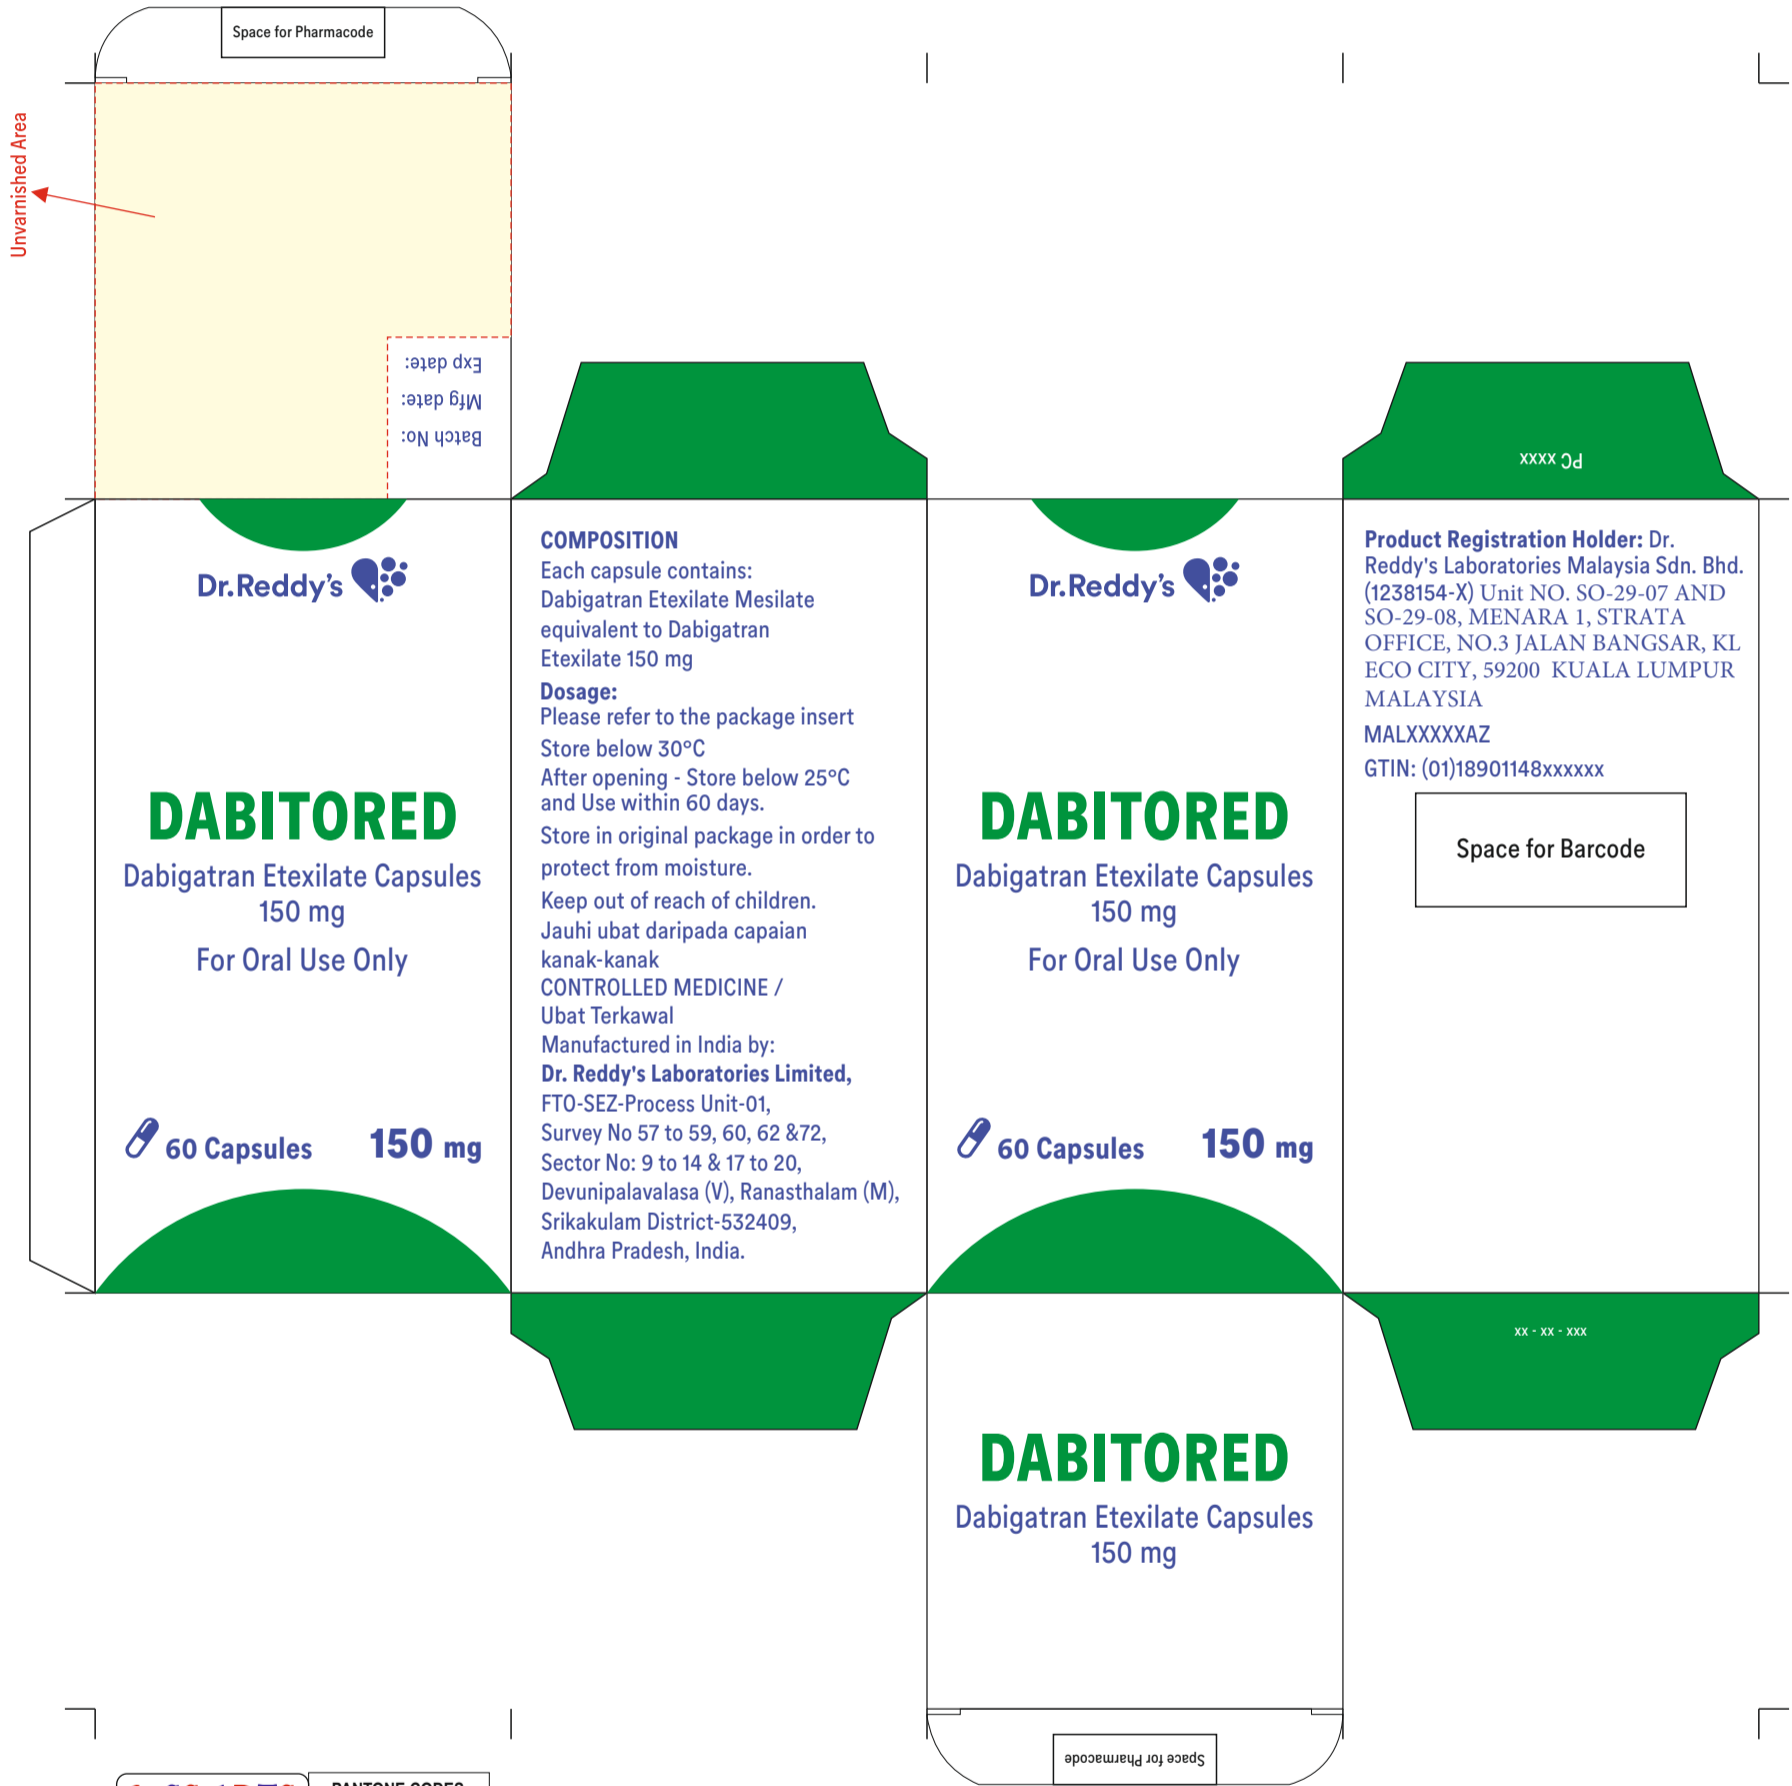 Space for Pharmacode
Unvarnished Area
Exp date:
Mfg date:
Batch No:
PC xxxx
Dr.Reddy's
DABITORED
Dabigatran Etexilate Capsules
150 mg
For Oral Use Only
60 Capsules 150 mg
COMPOSITION
Each capsule contains:
Dabigatran Etexilate Mesilate
equivalent to Dabigatran
Etexilate 150 mg
Dosage:
Please refer to the package insert
Store below 30°C
After opening - Store below 25°C
and Use within 60 days.
Store in original package in order to
protect from moisture.
Keep out of reach of children.
Jauhi ubat daripada capaian
kanak-kanak
CONTROLLED MEDICINE /
Ubat Terkawal
Manufactured in India by:
Dr. Reddy's Laboratories Limited,
FTO-SEZ-Process Unit-01,
Survey No 57 to 59, 60, 62 &72,
Sector No: 9 to 14 & 17 to 20,
Devunipalavalasa (V), Ranasthalam (M),
Srikakulam District-532409,
Andhra Pradesh, India.
Dr.Reddy's
DABITORED
Dabigatran Etexilate Capsules
150 mg
For Oral Use Only
60 Capsules 150 mg
Product Registration Holder: Dr.
Reddy's Laboratories Malaysia Sdn. Bhd.
(1238154-X) Unit NO. SO-29-07 AND
SO-29-08, MENARA 1, STRATA
OFFICE, NO.3 JALAN BANGSAR, KL
ECO CITY, 59200 KUALA LUMPUR
MALAYSIA
MALXXXXXAZ
GTIN: (01)18901148xxxxxx
Space for Barcode
xx - xx - xxx
DABITORED
Dabigatran Etexilate Capsules
150 mg
Space for Pharmacode
PANTONE CODES